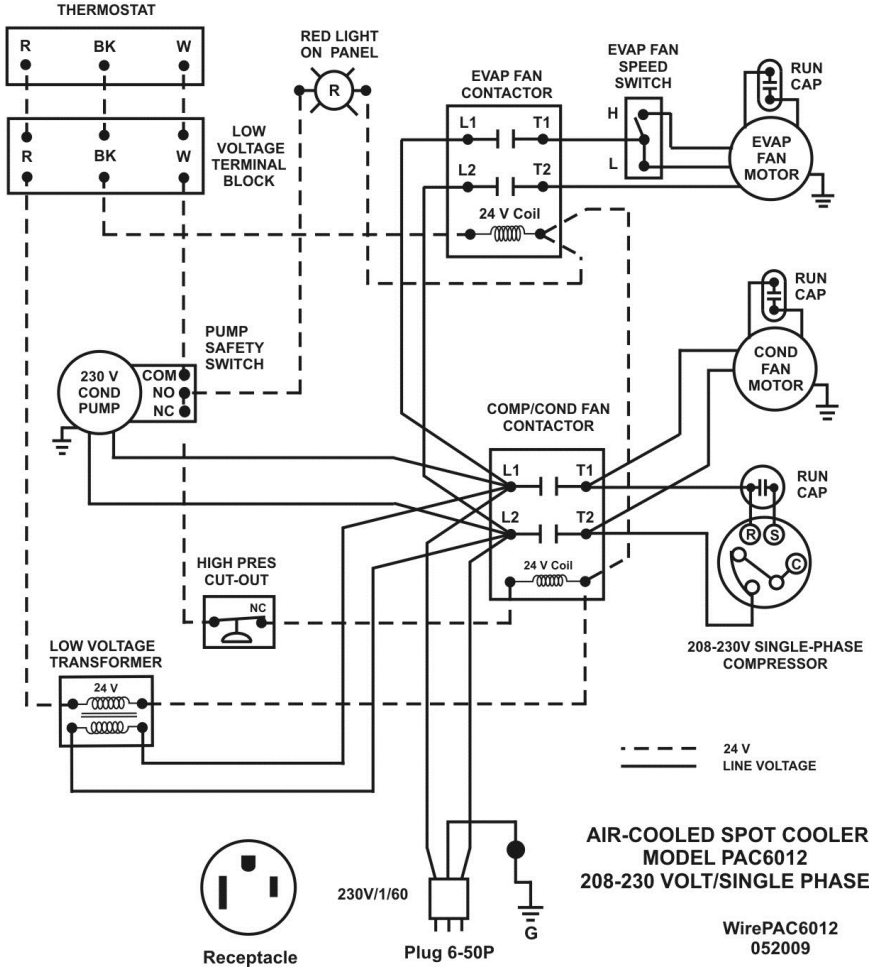 THERMOSTAT
R
BK
W
R
BK
W
LOW
VOLTAGE
TERMINAL
BLOCK
RED LIGHT
ON PANEL
R
EVAP FAN
CONTACTOR
L1
T1
L2
T2
24 V Coil
EVAP FAN
SPEED
SWITCH
H
L
RUN
CAP
EVAP
FAN
MOTOR
RUN
CAP
COND
FAN
MOTOR
PUMP
SAFETY
SWITCH
230 V
COND
PUMP
COM
NO
NC
COMP/COND FAN
CONTACTOR
L1
T1
L2
T2
24 V Coil
RUN
CAP
R
S
C
208-230V SINGLE-PHASE
COMPRESSOR
HIGH PRES
CUT-OUT
NC
LOW VOLTAGE
TRANSFORMER
24 V
24 V
LINE VOLTAGE
AIR-COOLED SPOT COOLER
MODEL PAC6012
208-230 VOLT/SINGLE PHASE
230V/1/60
G
Receptacle
Plug 6-50P
WirePAC6012
052009